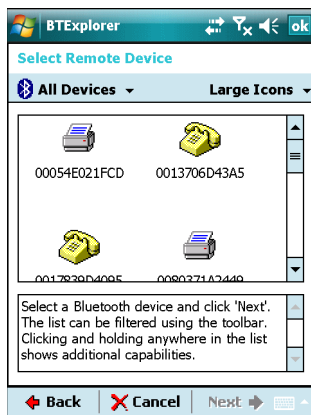 BTExplorer ok
Select Remote Device
All Devices Large Icons
00054E021FCD 0013706D43A5
0017839D4095 0080371A2449
Select a Bluetooth device and click 'Next'.
The list can be filtered using the toolbar.
Clicking and holding anywhere in the list
shows additional capabilities.
Back Cancel Next